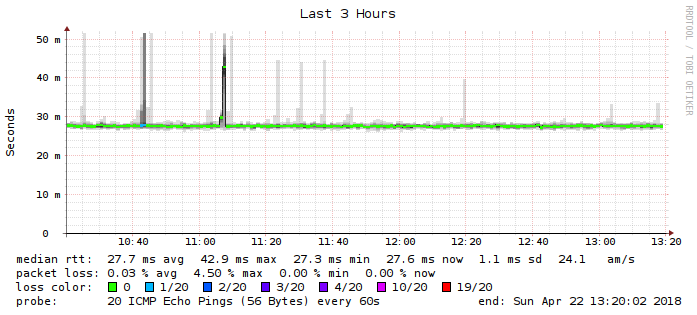 Last 3 Hours
RRDTOOL / TOBI OETIKER
Seconds
50 m
40 m
30 m
20 m
10 m
0
10:40 11:00 11:20 11:40 12:00 12:20 12:40 13:00 13:20
median rtt: 27.7 ms avg 42.9 ms max 27.3 ms min 27.6 ms now 1.1 ms sd 24.1 am/s
packet loss: 0.03 % avg 4.50 % max 0.00 % min 0.00 % now
loss color: 0 1/20 2/20 3/20 4/20 10/20 19/20
probe: 20 ICMP Echo Pings (56 Bytes) every 60s end: Sun Apr 22 13:20:02 2018